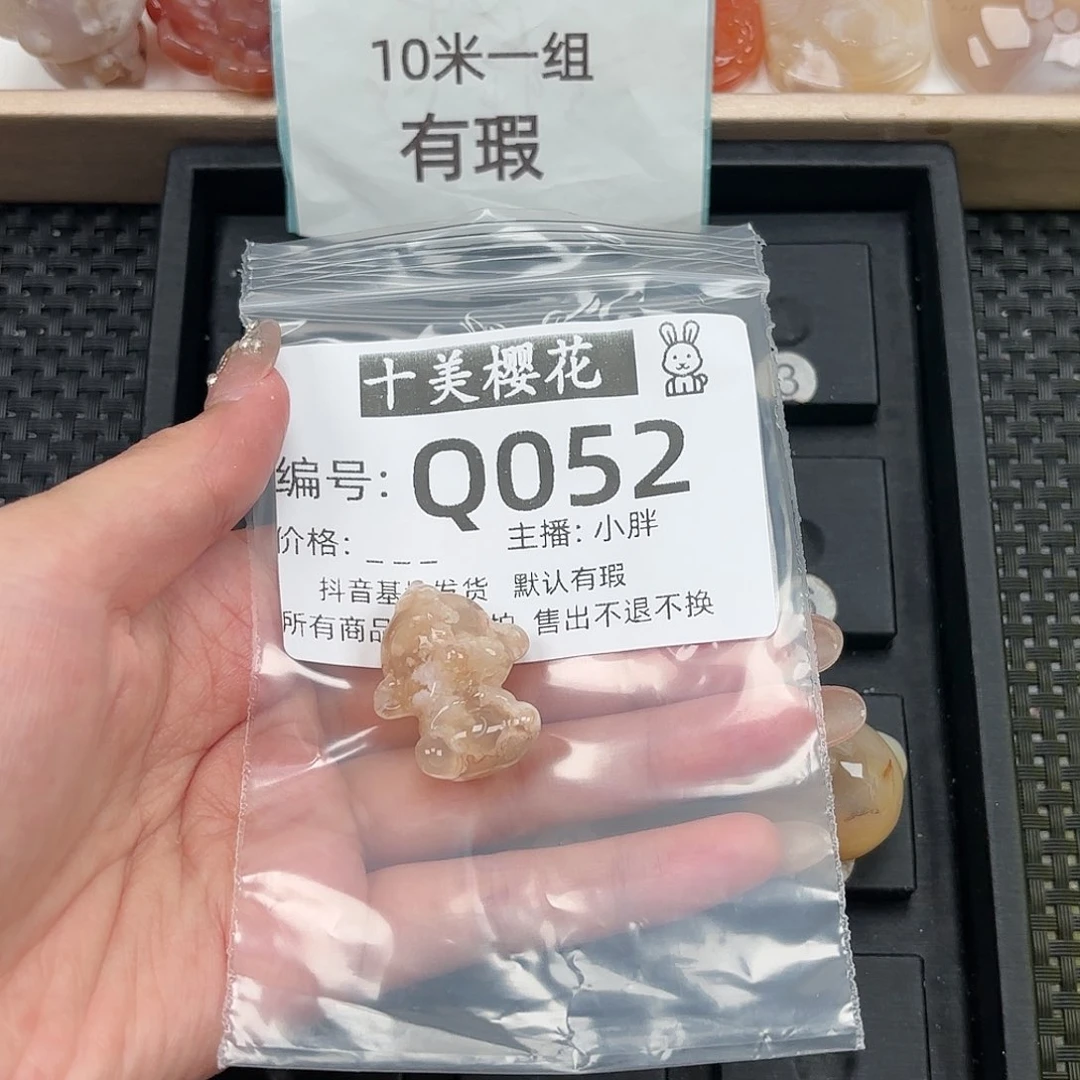 10米一组
有瑕
十美樱花
编号: Q052
价格: _ _ _ 主播: 小胖
抖音基 发货 默认有瑕
所有商品 拍 售出不退不换
3